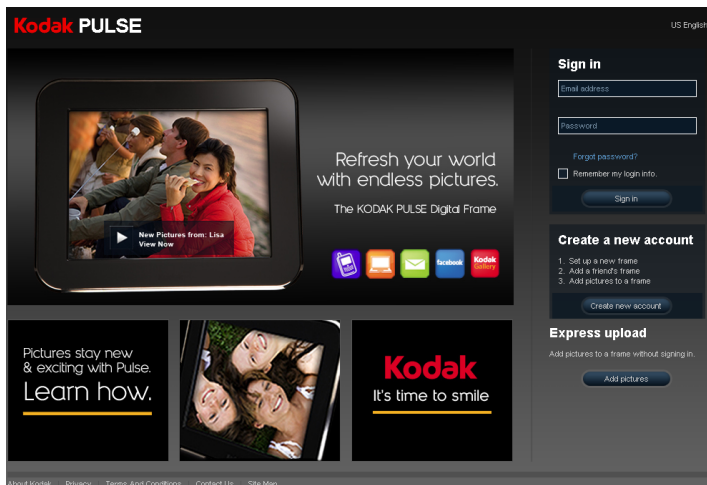 Kodak PULSE
US English
Refresh your world
with endless pictures.
The KODAK PULSE Digital Frame
New Pictures from: Lisa
View Now
facebook
Kodak
Gallery
Sign in
Email address
Password
Forgot password?
Remember my login info.
Sign in
Create a new account
1. Set up a new frame
2. Add a friend's frame
3. Add pictures to a frame
Create new account
Express upload
Add pictures to a frame without signing in.
Add pictures
Pictures stay new
& exciting with Pulse.
Learn how.
Kodak
It's time to smile
About Kodak Privacy Terms And Conditions Contact Us Site Map